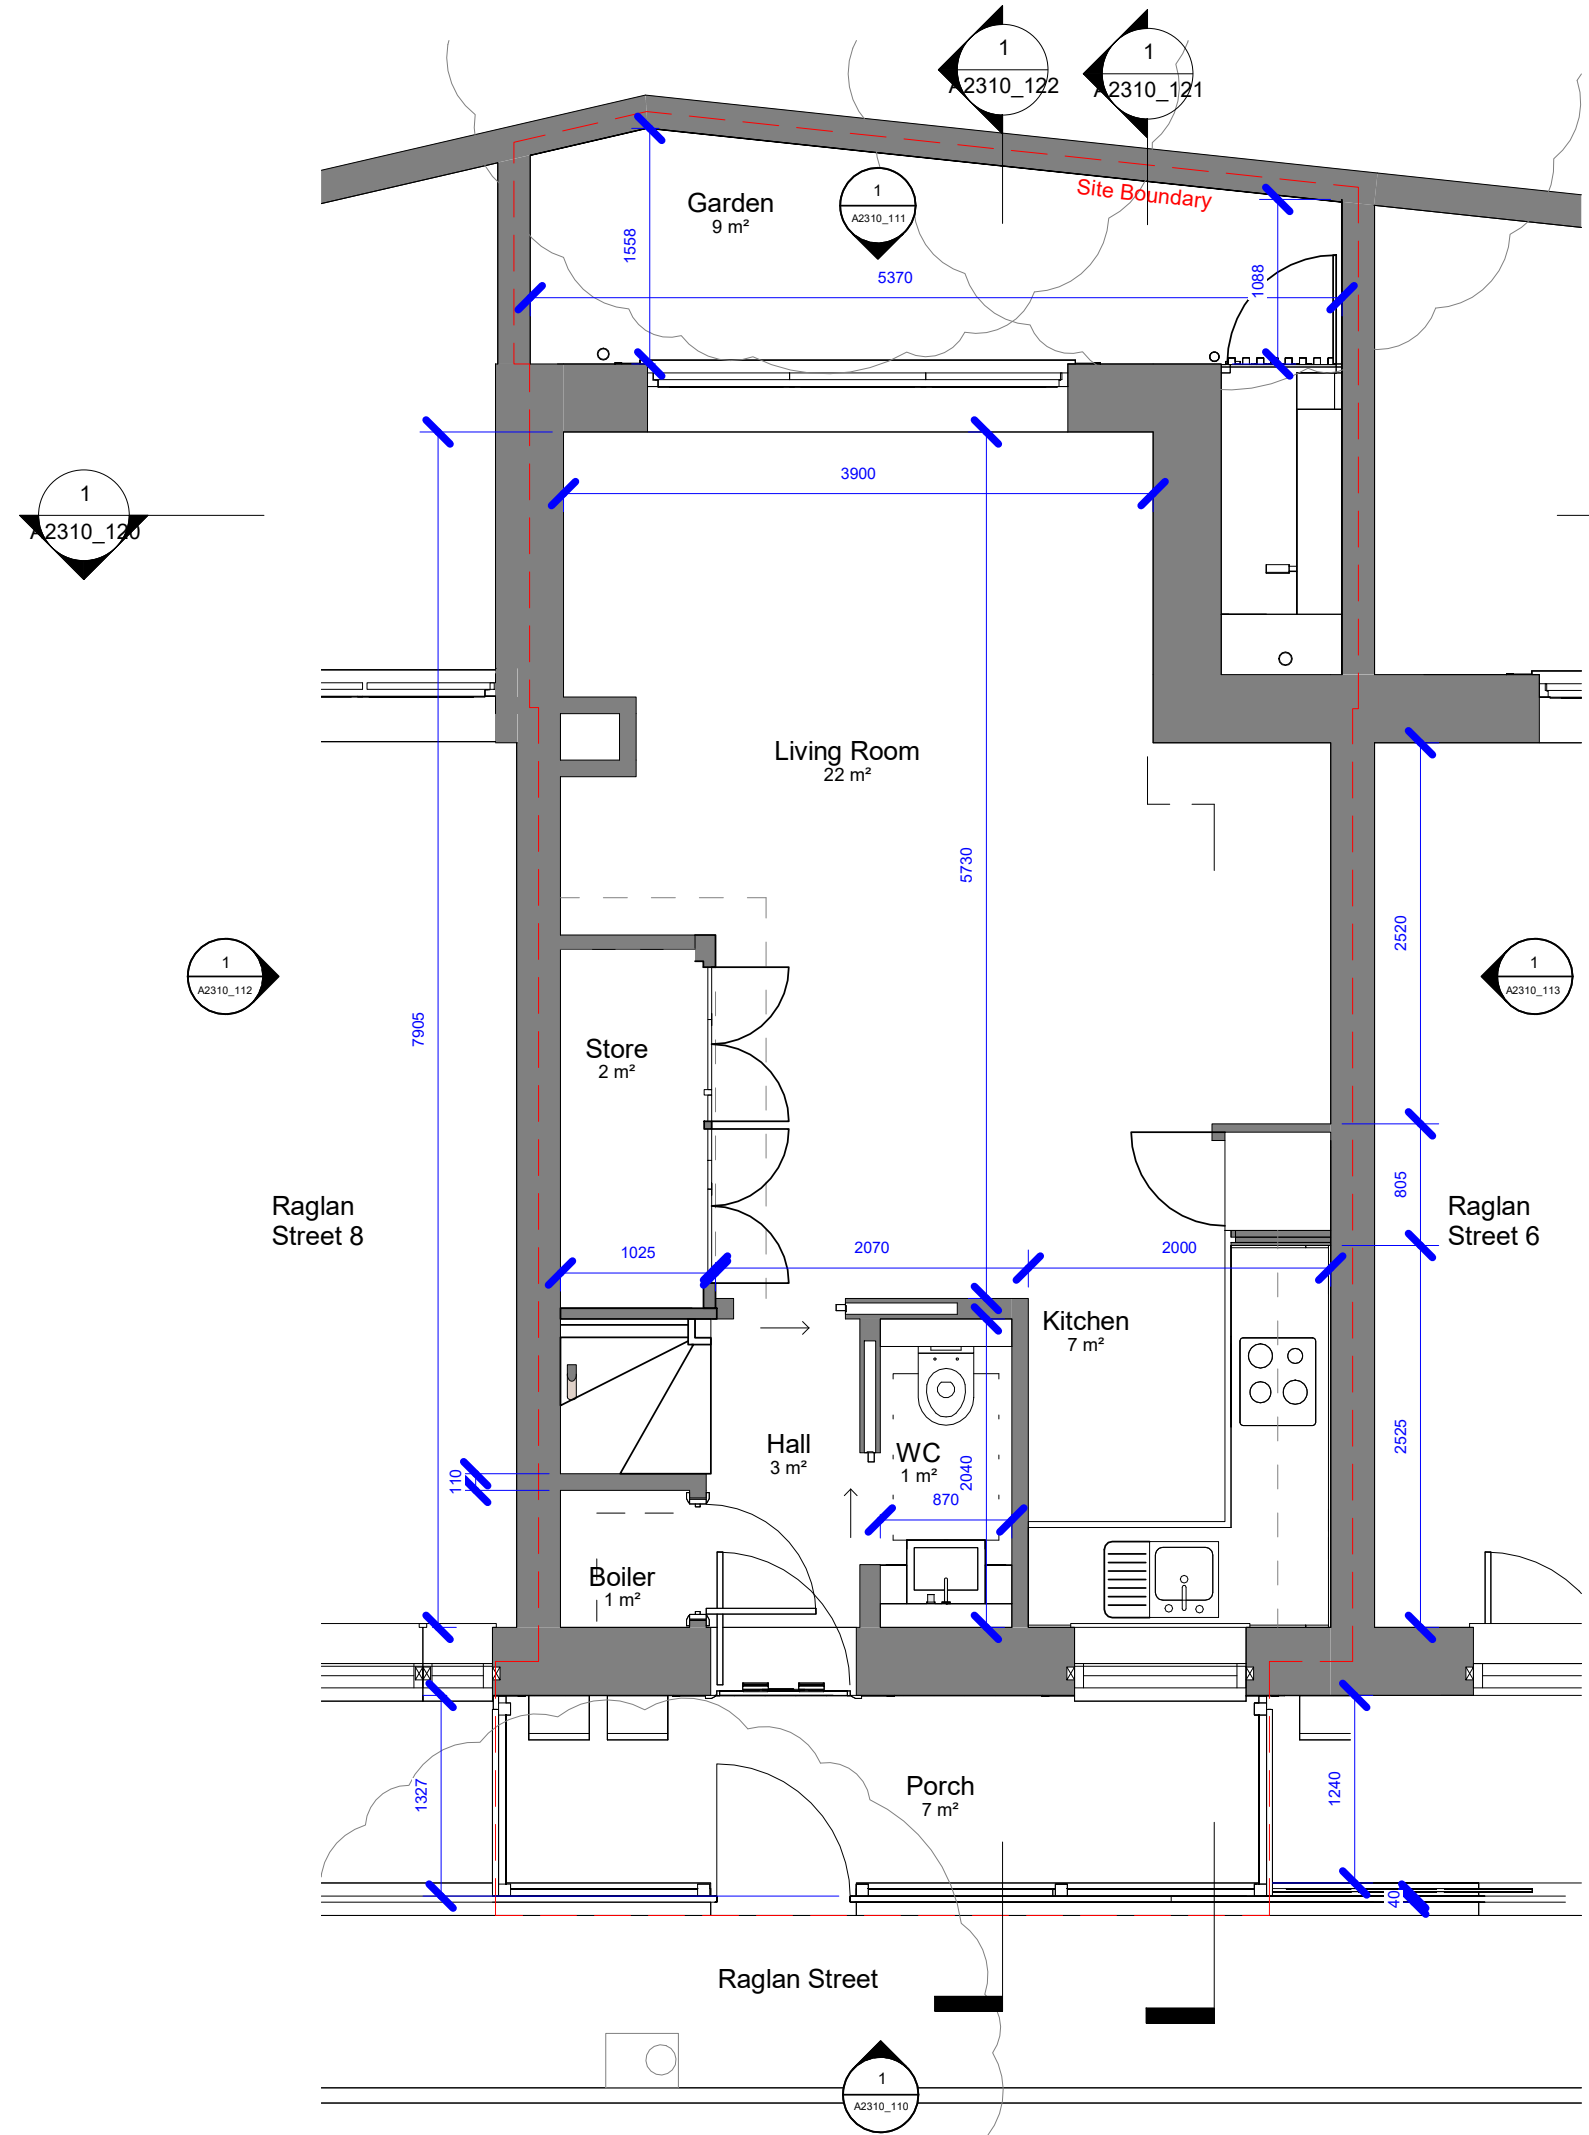 1
A2310_122
1
A2310_121
Site Boundary
Garden
9 m²
1
A2310_111
1558
5370
1088
3900
1
A2310_120
Living Room
22 m²
5730
2520
1
A2310_112
1
A2310_113
7905
Store
2 m²
805
Raglan
Street 8
Raglan
Street 6
1025
2070
2000
Kitchen
7 m²
Hall
3 m²
WC
1 m²
2040
870
2525
110
Boiler
1 m²
Porch
7 m²
1327
1240
40
Raglan Street
1
A2310_110